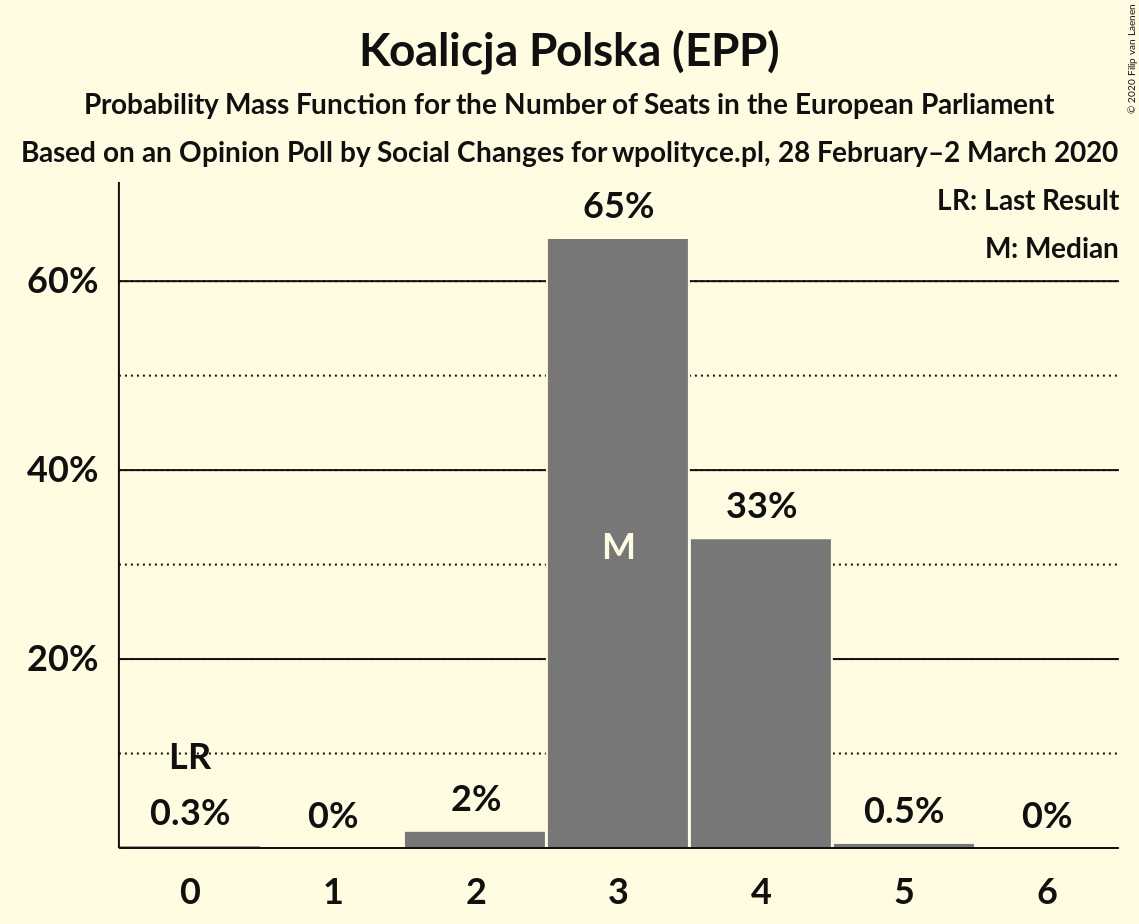 Koalicja Polska (EPP)
Probability Mass Function for the Number of Seats in the European Parliament
Based on an Opinion Poll by Social Changes for wpolityce.pl, 28 February–2 March 2020
© 2020 Filip van Laenen
LR: Last Result
M: Median
65%
60%
40%
33%
M
20%
LR
0.3%
0%
2%
0.5%
0%
0 1 2 3 4 5 6